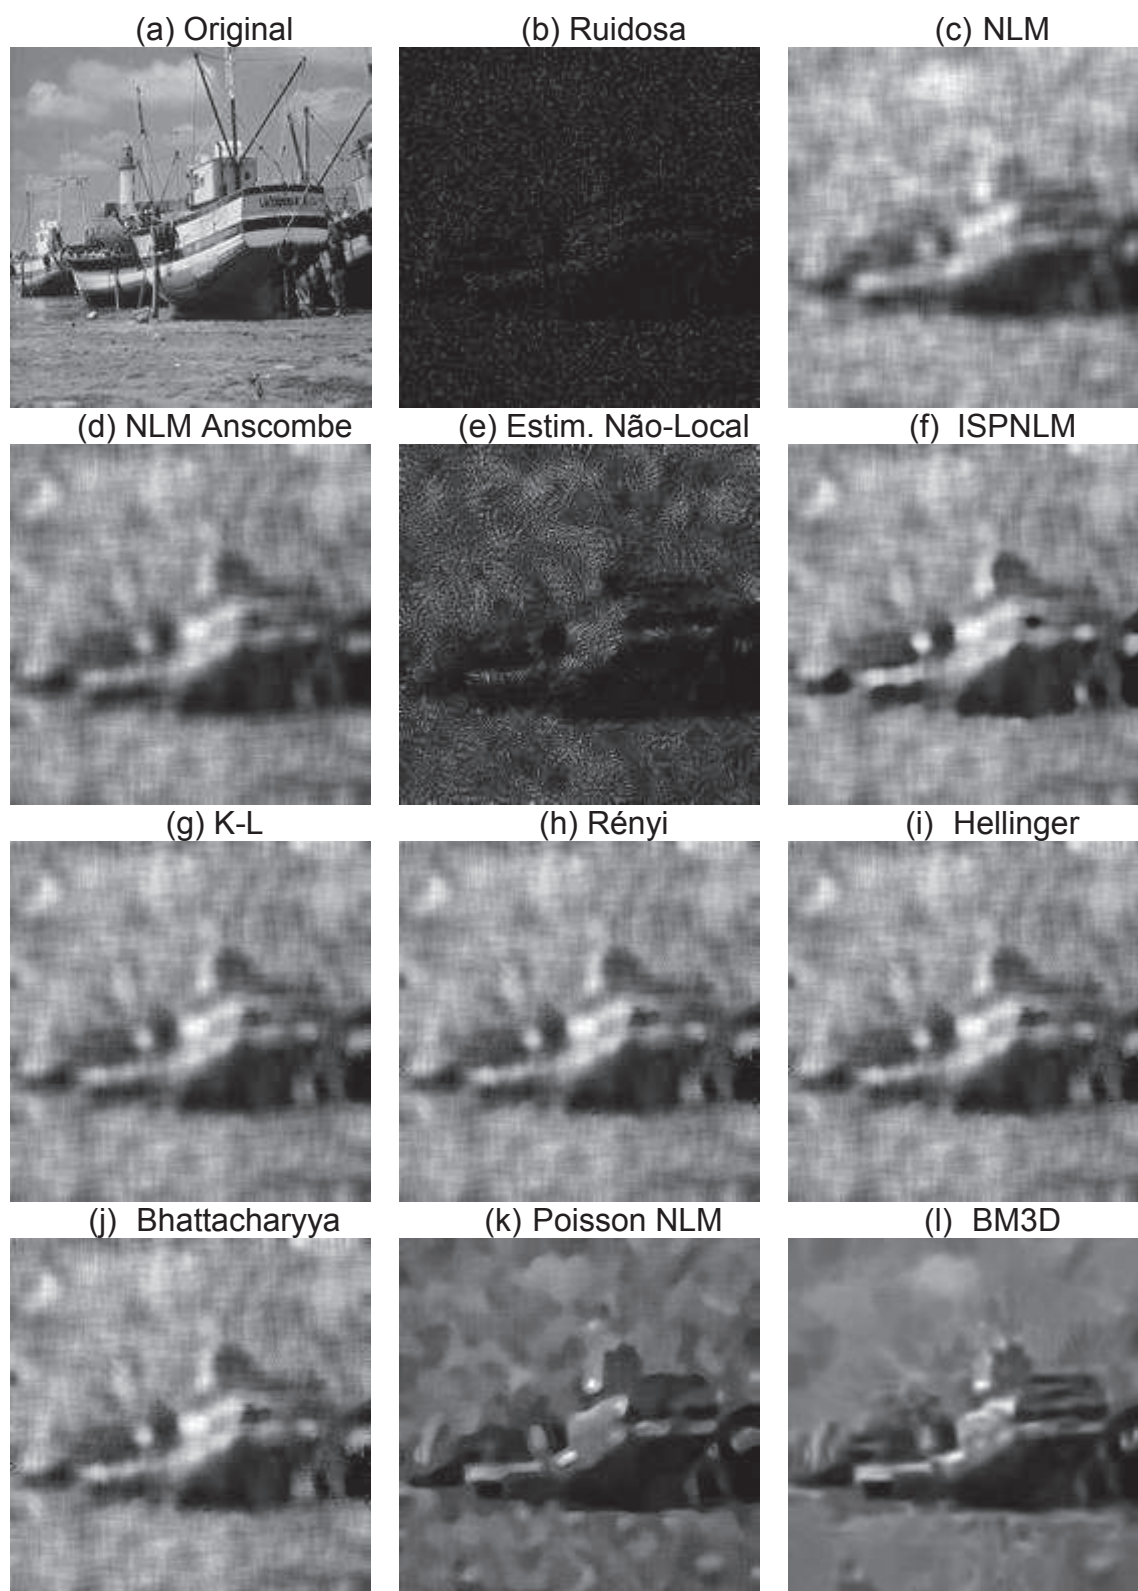 (a) Original (b) Ruidosa (c) NLM
(d) NLM Anscombe (e) Estim. Não-Local (f) ISPNLM
(g) K-L (h) Rényi (i) Hellinger
(j) Bhattacharyya (k) Poisson NLM (l) BM3D